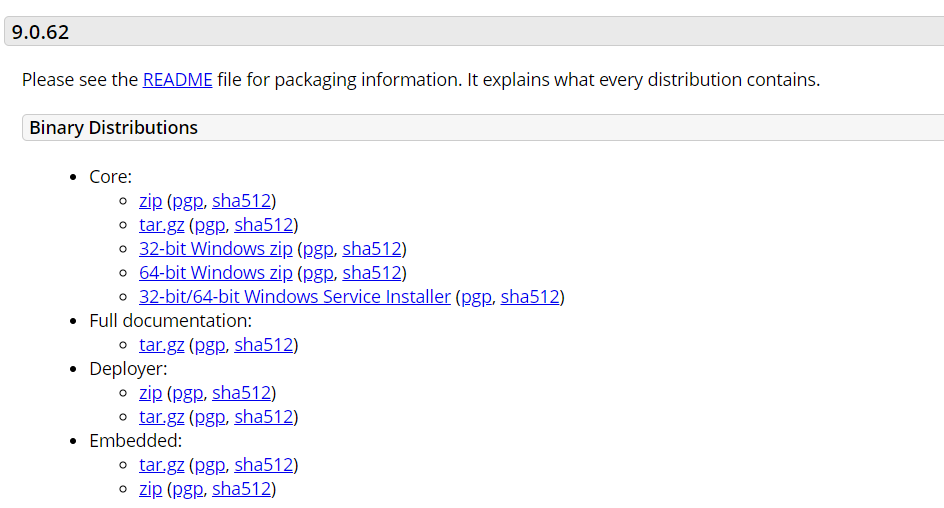 9.0.62
Please see the README file for packaging information. It explains what every distribution contains.
Binary Distributions
Core:
zip (pgp, sha512)
tar.gz (pgp, sha512)
32-bit Windows zip (pgp, sha512)
64-bit Windows zip (pgp, sha512)
32-bit/64-bit Windows Service Installer (pgp, sha512)
Full documentation:
tar.gz (pgp, sha512)
Deployer:
zip (pgp, sha512)
tar.gz (pgp, sha512)
Embedded:
tar.gz (pgp, sha512)
zip (pgp, sha512)